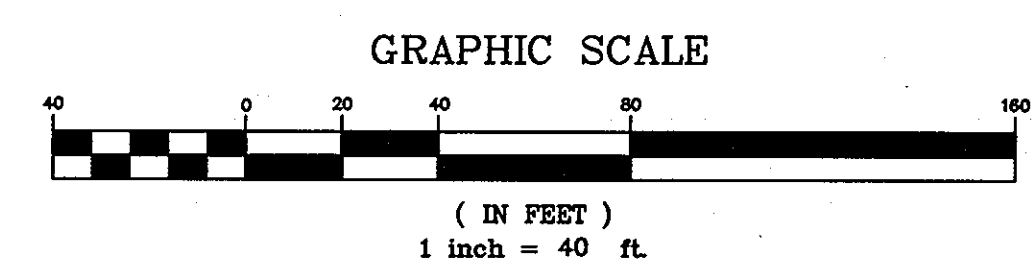 GRAPHIC SCALE
40 0 20 40 80 160
( IN FEET )
1 inch = 40 ft.